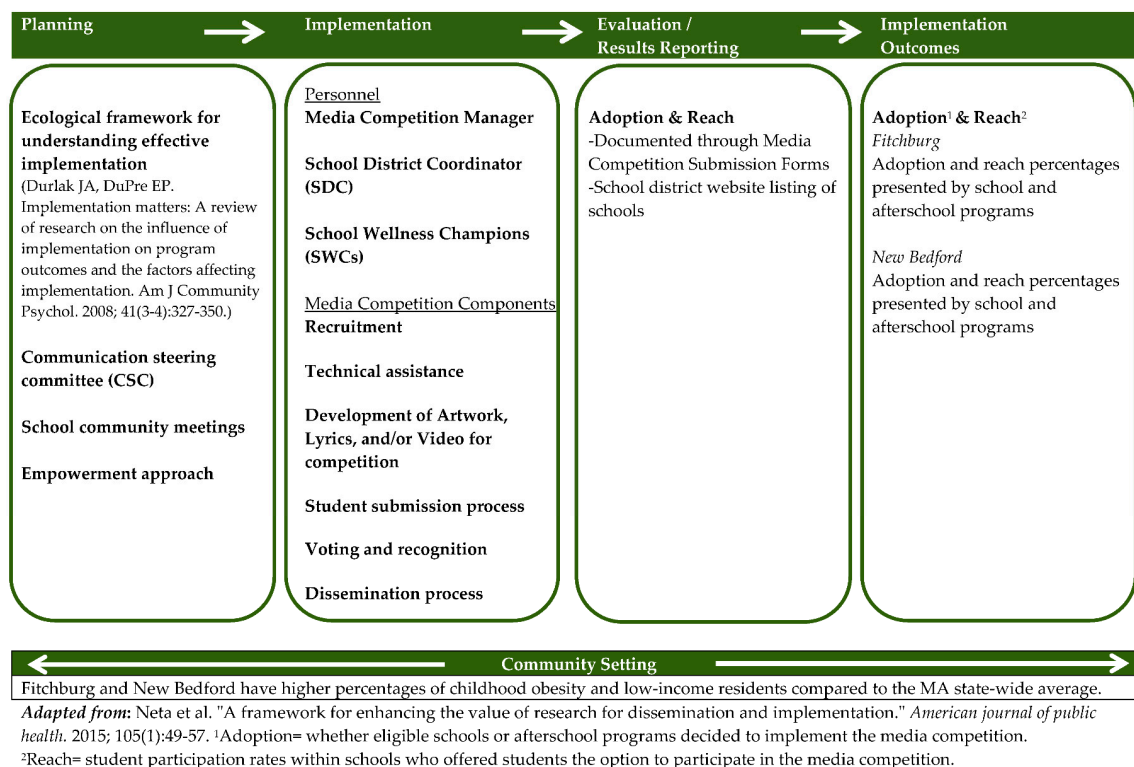 Planning
Implementation
Evaluation /
Results Reporting
Implementation
Outcomes
Ecological framework for
understanding effective
implementation
(Durlak JA, DuPre EP.
Implementation matters: A review
of research on the influence of
implementation on program
outcomes and the factors affecting
implementation. Am J Community
Psychol. 2008; 41(3-4):327-350.)
Communication steering
committee (CSC)
School community meetings
Empowerment approach
Personnel
Media Competition Manager
School District Coordinator
(SDC)
School Wellness Champions
(SWCs)
Media Competition Components
Recruitment
Technical assistance
Development of Artwork,
Lyrics, and/or Video for
competition
Student submission process
Voting and recognition
Dissemination process
Adoption & Reach
-Documented through Media
Competition Submission Forms
-School district website listing of
schools
Adoption¹ & Reach²
Fitchburg
Adoption and reach percentages
presented by school and
afterschool programs
New Bedford
Adoption and reach percentages
presented by school and
afterschool programs
Community Setting
Fitchburg and New Bedford have higher percentages of childhood obesity and low-income residents compared to the MA state-wide average.
Adapted from: Neta et al. "A framework for enhancing the value of research for dissemination and implementation." American journal of public
health. 2015; 105(1):49-57. ¹Adoption= whether eligible schools or afterschool programs decided to implement the media competition.
²Reach= student participation rates within schools who offered students the option to participate in the media competition.